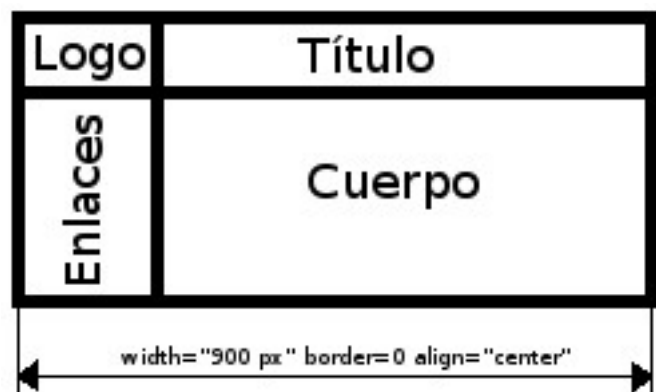 Logo
Título
Enlaces
Cuerpo
width="900 px" border=0 align="center"